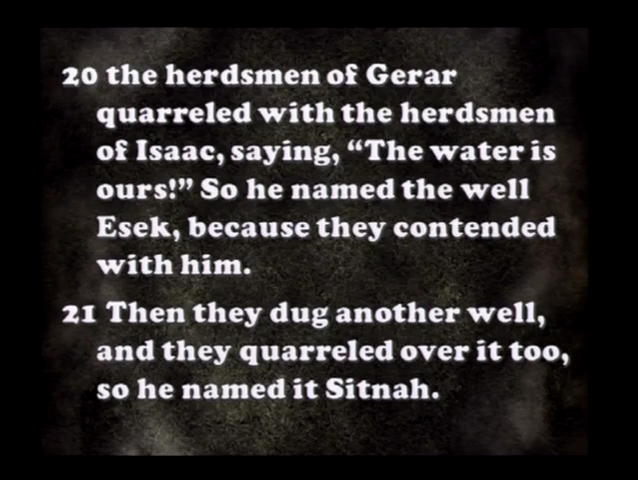 20 the herdsmen of Gerar
quarreled with the herdsmen
of Isaac, saying, “The water is
ours!” So he named the well
Esek, because they contended
with him.
21 Then they dug another well,
and they quarreled over it too,
so he named it Sitnah.